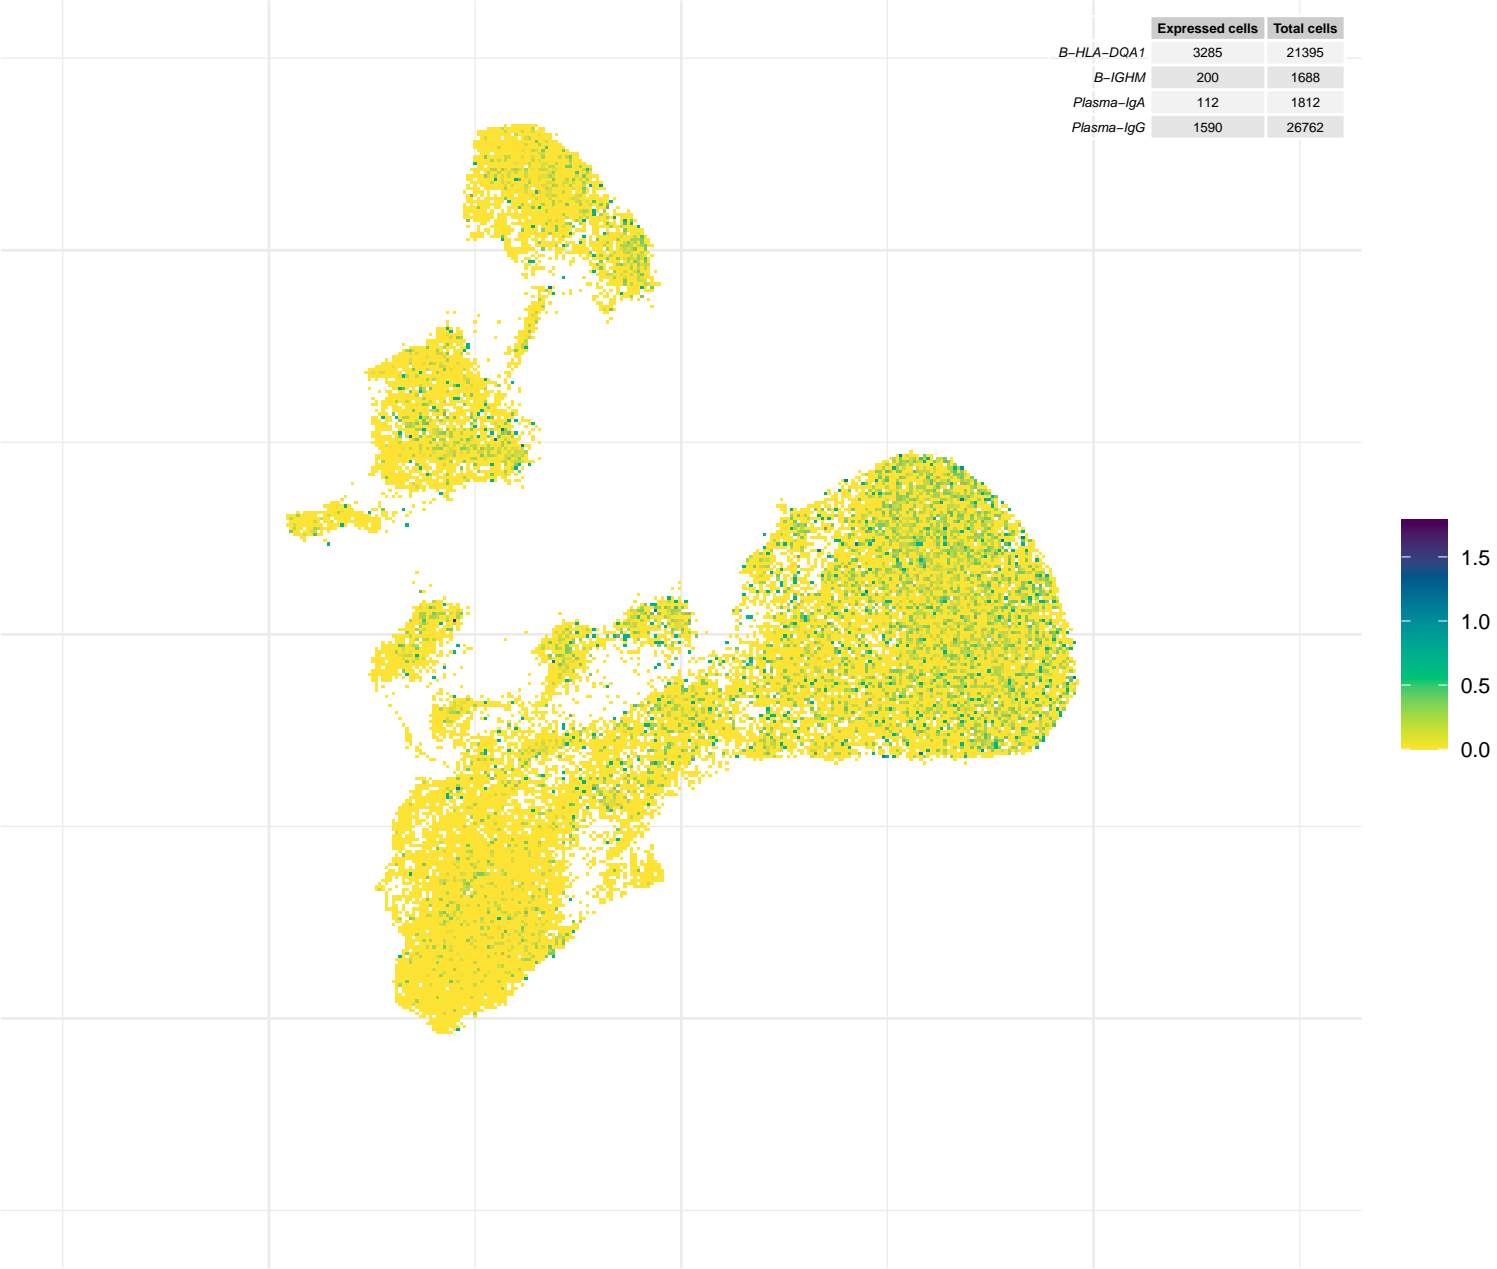 Expressed cells Total cells
B−HLA−DQA1 3285 21395
B−IGHM 200 1688
Plasma−IgA 112 1812
Plasma−IgG 1590 26762
1.5
1.0
0.5
0.0